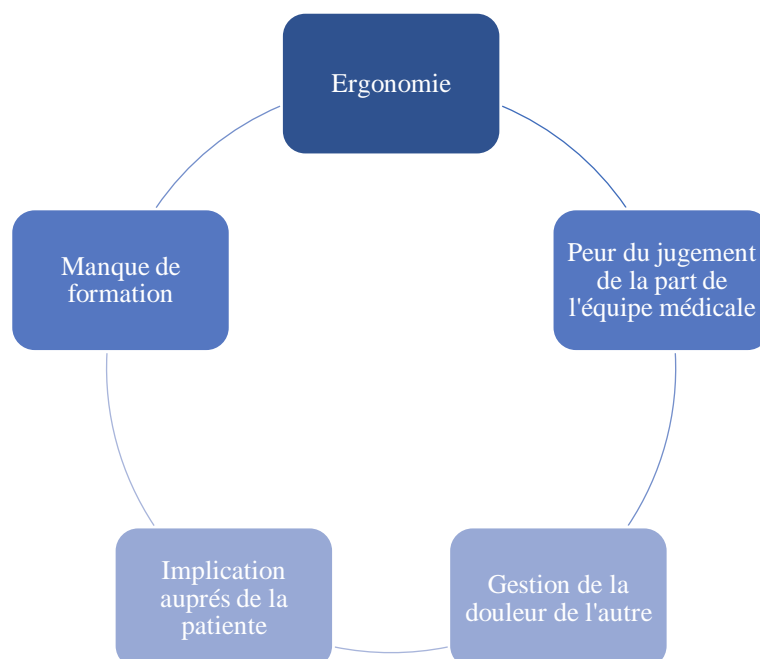 Ergonomie
Peur du jugement
de la part de
l'équipe médicale
Gestion de la
douleur de l'autre
Implication
auprés de la
patiente
Manque de
formation